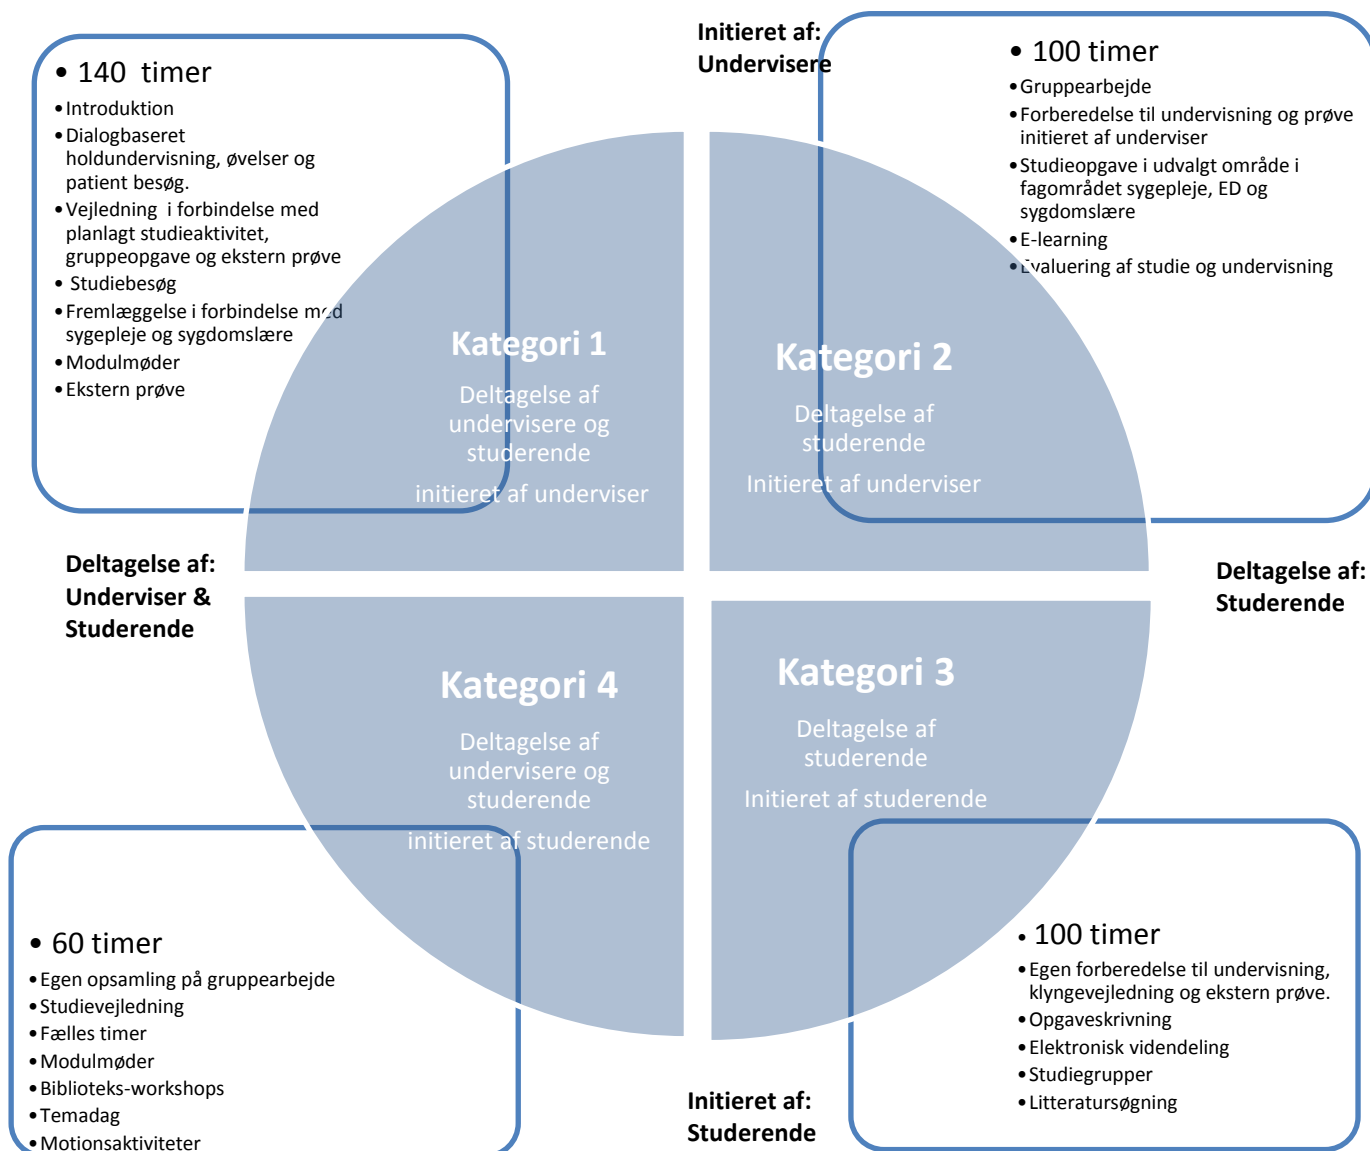 Initieret af:
Undervisere
• 140 timer
•Introduktion
•Dialogbaseret
holdundervisning, øvelser og
patient besøg.
•Vejledning i forbindelse med
planlagt studieaktivitet,
gruppeopgave og ekstern prøve
• Studiebesøg
•Fremlæggelse i forbindelse med
sygepleje og sygdomslære
•Modulmøder
•Ekstern prøve
• 100 timer
•Gruppearbejde
•Forberedelse til undervisning og prøve
initieret af underviser
•Studieopgave i udvalgt område i
fagområdet sygepleje, ED og
sygdomslære
•E-learning
•Evaluering af studie og undervisning
Kategori 1
Deltagelse af
undervisere og
studerende
initieret af underviser
Kategori 2
Deltagelse af
studerende
Initieret af underviser
Deltagelse af:
Underviser &
Studerende
Deltagelse af:
Studerende
Kategori 4
Deltagelse af
undervisere og
studerende
initieret af studerende
Kategori 3
Deltagelse af
studerende
Initieret af studerende
• 60 timer
•Egen opsamling på gruppearbejde
•Studievejledning
•Fælles timer
•Modulmøder
•Biblioteks-workshops
•Temadag
•Motionsaktiviteter
• 100 timer
•Egen forberedelse til undervisning,
klyngevejledning og ekstern prøve.
•Opgaveskrivning
•Elektronisk videndeling
•Studiegrupper
•Litteratursøgning
Initieret af:
Studerende